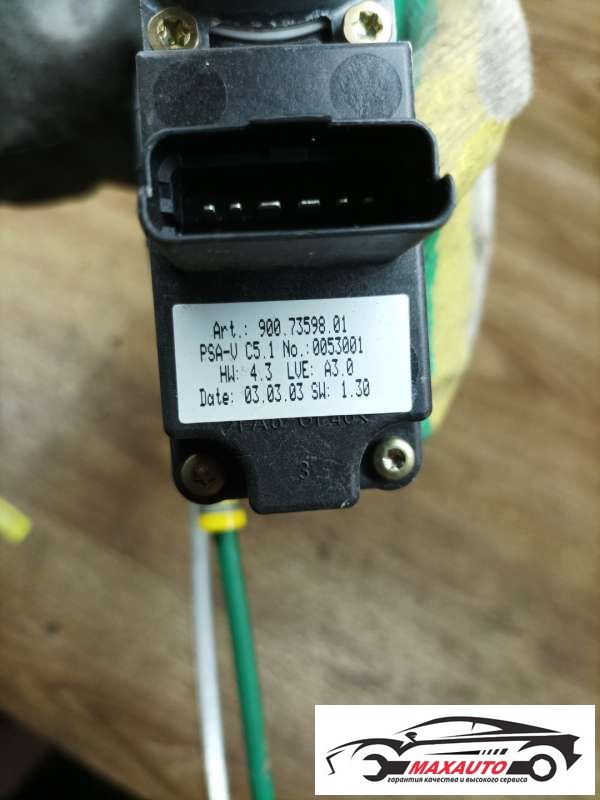 Art.: 900.73598.01
PSA-V C5.1 No.:0053001
HW: 4.3 LVE: A3.0
Date: 03.03.03 SW: 1.30
3
MAXAUTO
гарантия качества и высокого сервиса